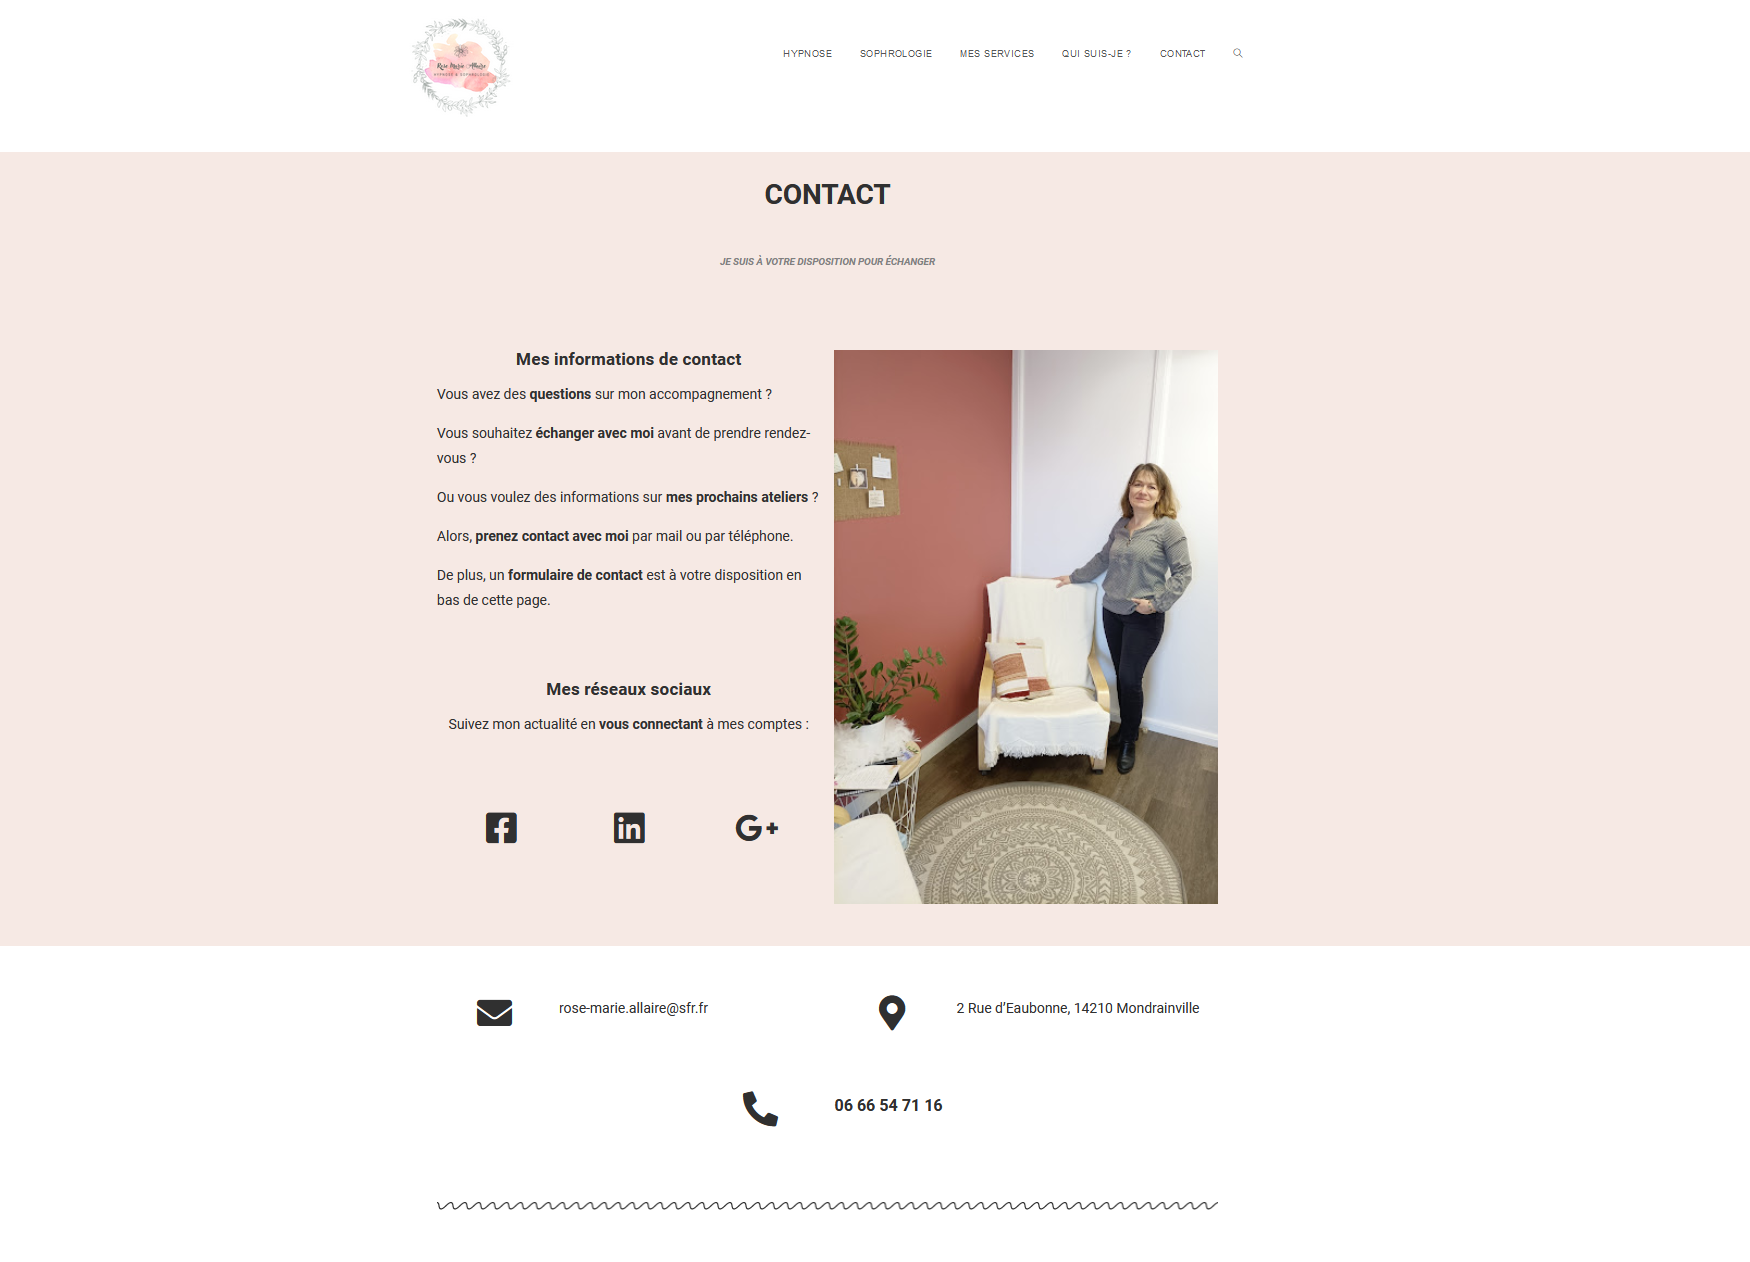 Rose Marie Allaire
HYPNOSE & SOPHROLOGIE
HYPNOSE
SOPHROLOGIE
MES SERVICES
QUI SUIS-JE ?
CONTACT
CONTACT
JE SUIS À VOTRE DISPOSITION POUR ÉCHANGER
Mes informations de contact
Vous avez des questions sur mon accompagnement ?
Vous souhaitez échanger avec moi avant de prendre rendez-
vous ?
Ou vous voulez des informations sur mes prochains ateliers ?
Alors, prenez contact avec moi par mail ou par téléphone.
De plus, un formulaire de contact est à votre disposition en
bas de cette page.
Mes réseaux sociaux
Suivez mon actualité en vous connectant à mes comptes :
rose-marie.allaire@sfr.fr
2 Rue d’Eaubonne, 14210 Mondrainville
06 66 54 71 16